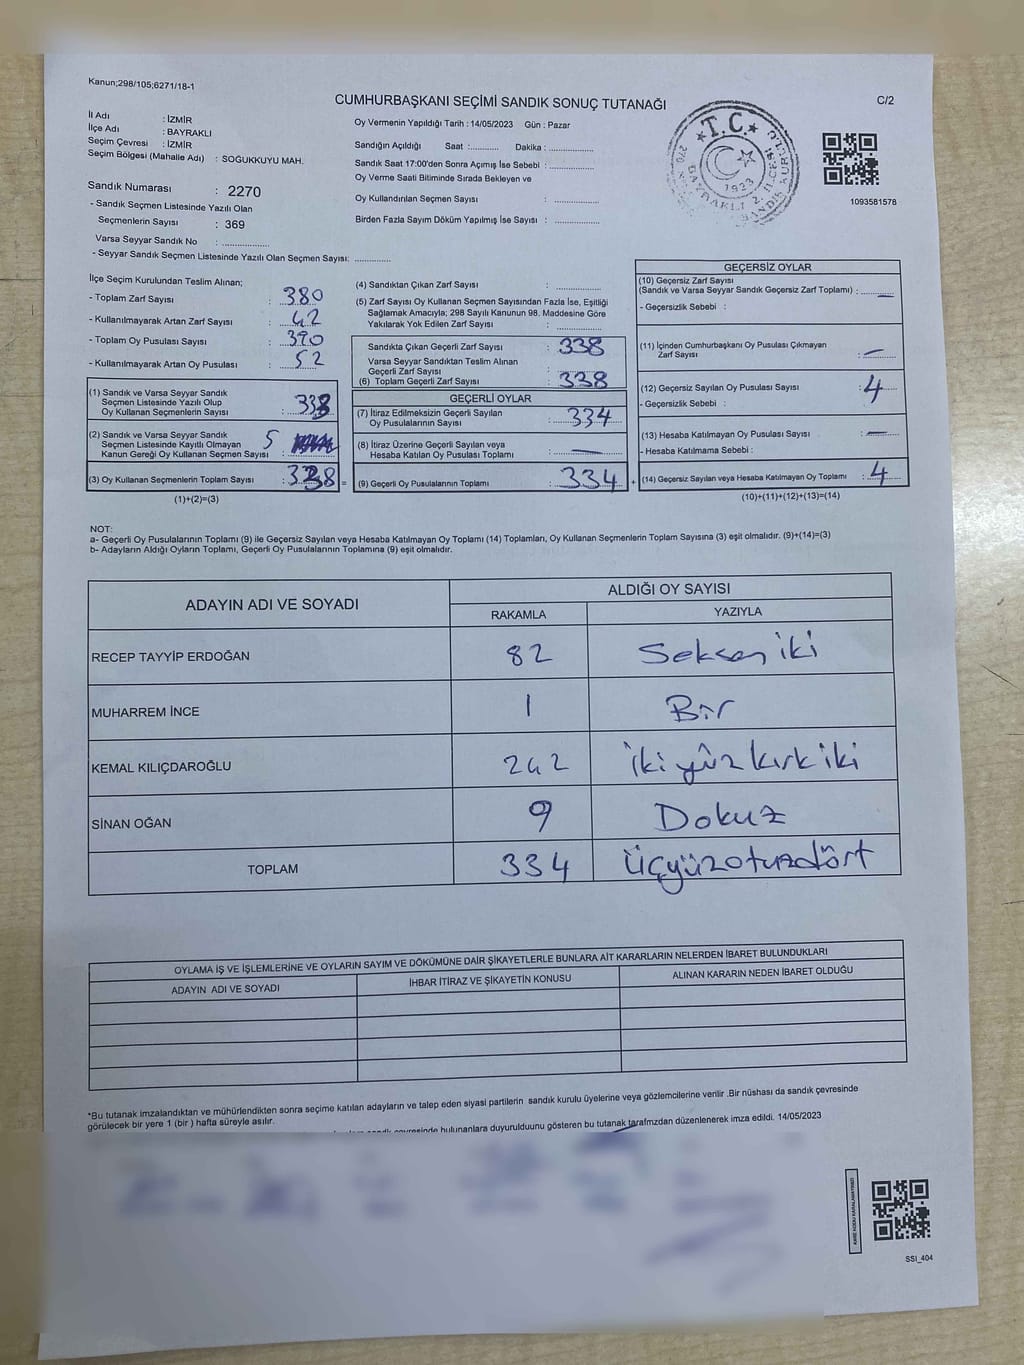 Kanun;298/105;6271/18-1
CUMHURBAŞKANI SEÇİMİ SANDIK SONUÇ TUTANAĞI
C/2
İl Adı : İZMİR
İlçe Adı : BAYRAKLI
Seçim Çevresi : İZMİR
Seçim Bölgesi (Mahalle Adı) : SOGUKKUYU MAH.
Sandık Numarası : 2270
- Sandık Seçmen Listesinde Yazılı Olan
Seçmenlerin Sayısı : 369
Varsa Seyyar Sandık No : ...............
- Seyyar Sandık Seçmen Listesinde Yazılı Olan Seçmen Sayısı: ............
Oy Vermenin Yapıldığı Tarih : 14/05/2023 Gün : Pazar
Sandığın Açıldığı Saat :.......... Dakika :...............
Sandık Saat 17:00'den Sonra Açımış İse Sebebi :...............
Oy Verme Saati Bitiminde Sırada Bekleyen ve
Oy Kullandırılan Seçmen Sayısı : ...............
Birden Fazla Sayım Döküm Yapılmış İse Sayısı : ...............
T.C.
1923
BAYRAKLI 2. İLÇESİ
SANDIK KURULU
1093581578
İlçe Seçim Kurulundan Teslim Alınan;
- Toplam Zarf Sayısı : 380
- Kullanılmayarak Artan Zarf Sayısı : 42
- Toplam Oy Pusulası Sayısı : 390
- Kullanılmayarak Artan Oy Pusulası : 52
(1) Sandık ve Varsa Seyyar Sandık
Seçmen Listesinde Yazılı Olup
Oy Kullanan Seçmenlerin Sayısı : 333
(2) Sandık ve Varsa Seyyar Sandık
Seçmen Listesinde Kayıtlı Olmayan
Kanun Gereği Oy Kullanan Seçmen Sayısı : 5
(3) Oy Kullanan Seçmenlerin Toplam Sayısı : 338 =
(1)+(2)=(3)
(4) Sandıktan Çıkan Zarf Sayısı : ...............
(5) Zarf Sayısı Oy Kullanan Seçmen Sayısından Fazla İse, Eşitliği
Sağlamak Amacıyla; 298 Sayılı Kanunun 98. Maddesine Göre
Yakılarak Yok Edilen Zarf Sayısı : ...............
Sandıkta Çıkan Geçerli Zarf Sayısı : 338
Varsa Seyyar Sandıktan Teslim Alınan
Geçerli Zarf Sayısı : ...............
(6) Toplam Geçerli Zarf Sayısı : 338
GEÇERLİ OYLAR
(7) İtiraz Edilmeksizin Geçerli Sayılan
Oy Pusulalarının Sayısı : 334
(8) İtiraz Üzerine Geçerli Sayılan veya
Hesaba Katılan Oy Pusulası Toplamı : —
(9) Geçerli Oy Pusulalarının Toplamı : 334 +
GEÇERSİZ OYLAR
(10) Geçersiz Zarf Sayısı
(Sandık ve Varsa Seyyar Sandık Geçersiz Zarf Toplamı) : —
- Geçersizlik Sebebi :
(11) İçinden Cumhurbaşkanı Oy Pusulası Çıkmayan
Zarf Sayısı : —
(12) Geçersiz Sayılan Oy Pusulası Sayısı : 4
- Geçersizlik Sebebi :
(13) Hesaba Katılmayan Oy Pusulası Sayısı : —
- Hesaba Katılmama Sebebi :
(14) Geçersiz Sayılan veya Hesaba Katılmayan Oy Toplamı : 4
(10)+(11)+(12)+(13)=(14)
NOT:
a- Geçerli Oy Pusulalarının Toplamı (9) ile Geçersiz Sayılan veya Hesaba Katılmayan Oy Toplamı (14) Toplamları, Oy Kullanan Seçmenlerin Toplam Sayısına (3) eşit olmalıdır. (9)+(14)=(3)
b- Adayların Aldığı Oyların Toplamı, Geçerli Oy Pusulalarının Toplamına (9) eşit olmalıdır.
ADAYIN ADI VE SOYADI
ALDIĞI OY SAYISI
RAKAMLA YAZIYLA
RECEP TAYYİP ERDOĞAN 82 Seksen iki
MUHARREM İNCE 1 Bir
KEMAL KILIÇDAROĞLU 242 İki yüz kırk iki
SİNAN OĞAN 9 Dokuz
TOPLAM 334 Üçyüzotuzdört
OYLAMA İŞ VE İŞLEMLERİNE VE OYLARIN SAYIM VE DÖKÜMÜNE DAİR ŞİKAYETLERLE BUNLARA AİT KARARLARIN NELERDEN İBARET BULUNDUKLARI
ADAYIN ADI VE SOYADI İHBAR İTİRAZ VE ŞİKAYETİN KONUSU ALINAN KARARIN NEDEN İBARET OLDUĞU
*Bu tutanak imzalandıktan ve mühürlendikten sonra seçime katılan adayların ve talep eden siyasi partilerin sandık kurulu üyelerine veya gözlemcilerine verilir .Bir nüshası da sandık çevresinde
görülecek bir yere 1 (bir ) hafta süreyle asılır.
bulunanlara duyurulduunu gösteren bu tutanak tarafmzdan düzenlenerek imza edildi. 14/05/2023
SSI_404